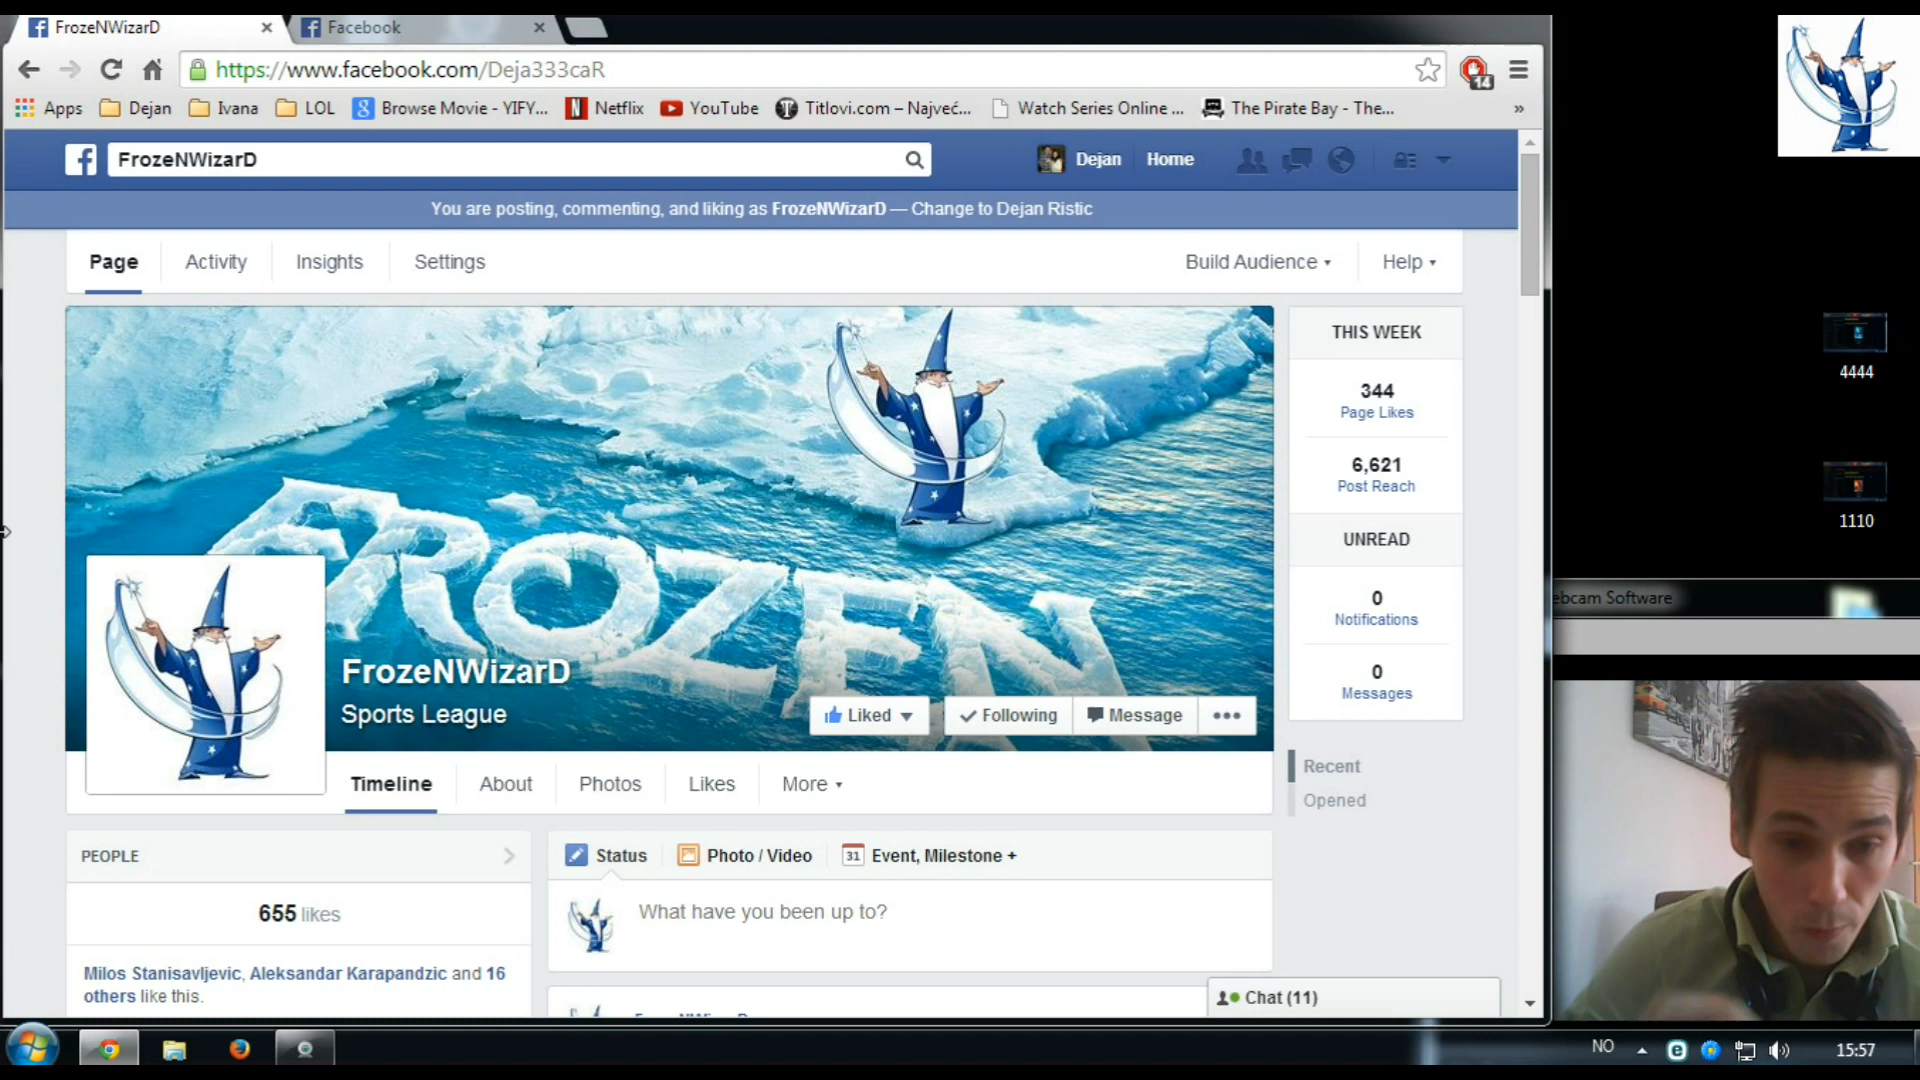 FrozeNWizarD
Facebook
https://www.facebook.com/Deja333caR
14
Apps
Dejan
Ivana
LOL
Browse Movie - YIFY...
Netflix
YouTube
Titlovi.com – Najveć...
Watch Series Online ...
The Pirate Bay - The...
»
FrozeNWizarD
Dejan
Home
You are posting, commenting, and liking as FrozeNWizarD — Change to Dejan Ristic
Page
Activity
Insights
Settings
Build Audience
Help
THIS WEEK
344
Page Likes
6,621
Post Reach
UNREAD
0
Notifications
0
Messages
Recent
Opened
FROZEN
FrozeNWizarD
Sports League
Liked
Following
Message
Timeline
About
Photos
Likes
More
PEOPLE
655 likes
Milos Stanisavljevic, Aleksandar Karapandzic and 16
others like this.
Status
Photo / Video
31
Event, Milestone +
What have you been up to?
Chat (11)
4444
1110
ebcam Software
NO
15:57